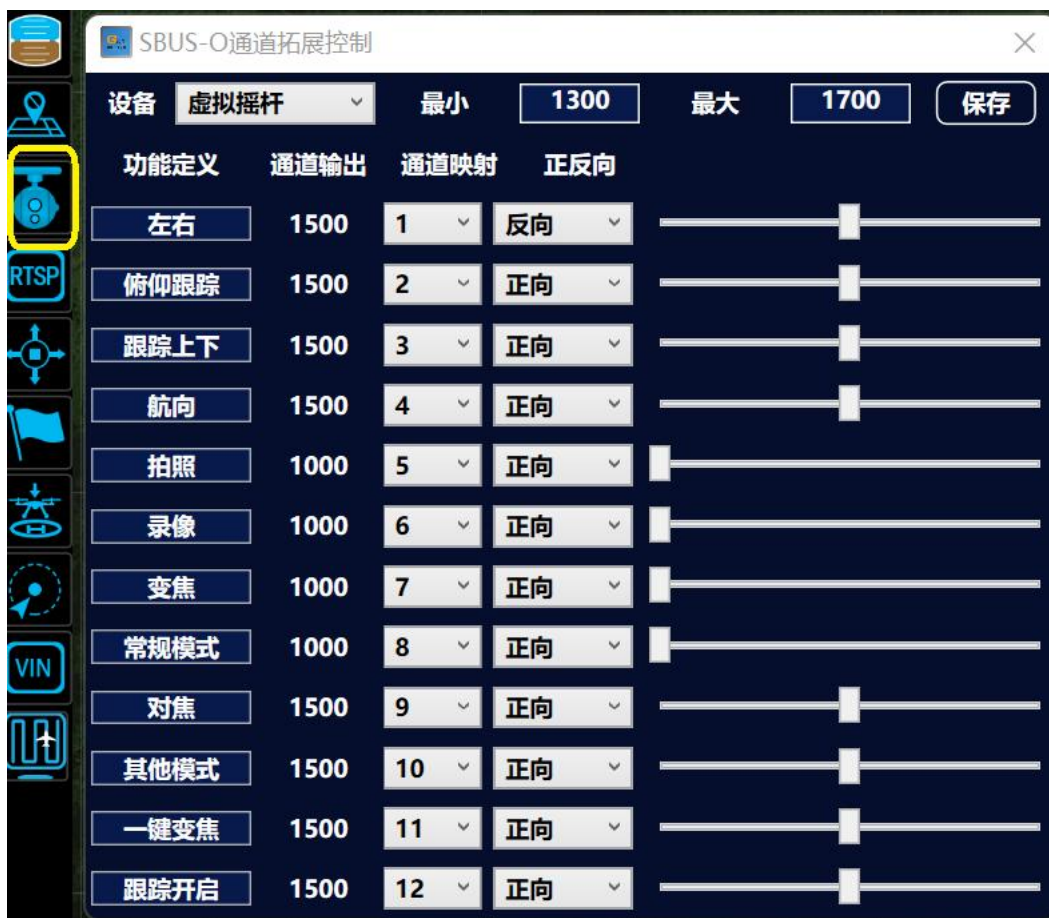 SBUS-O通道拓展控制
设备 虚拟摇杆 最小 1300 最大 1700 保存
功能定义 通道输出 通道映射 正反向
左右 1500 1 反向
RTSP
俯仰跟踪 1500 2 正向
跟踪上下 1500 3 正向
航向 1500 4 正向
拍照 1000 5 正向
录像 1000 6 正向
H
变焦 1000 7 正向
常规模式 1000 8 正向
VIN
对焦 1500 9 正向
其他模式 1500 10 正向
一键变焦 1500 11 正向
跟踪开启 1500 12 正向